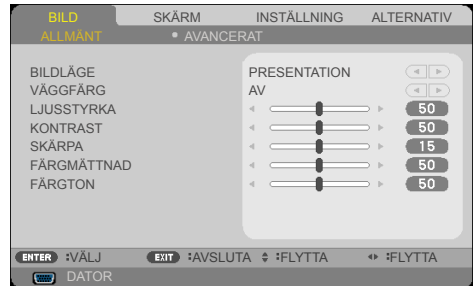 BILD SKÄRM INSTÄLLNING ALTERNATIV
ALLMÄNT • AVANCERAT
BILDLÄGE PRESENTATION
VÄGGFÄRG AV
LJUSSTYRKA 50
KONTRAST 50
SKÄRPA 15
FÄRGMÄTTNAD 50
FÄRGTON 50
ENTER :VÄLJ EXIT :AVSLUTA :FLYTTA :FLYTTA
DATOR